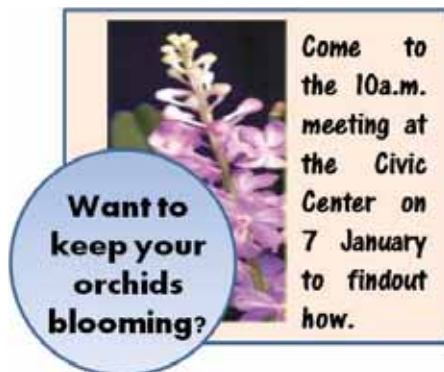 Want to
keep your
orchids
blooming?
Come to
the 10a.m.
meeting at
the Civic
Center on
7 January
to findout
how.